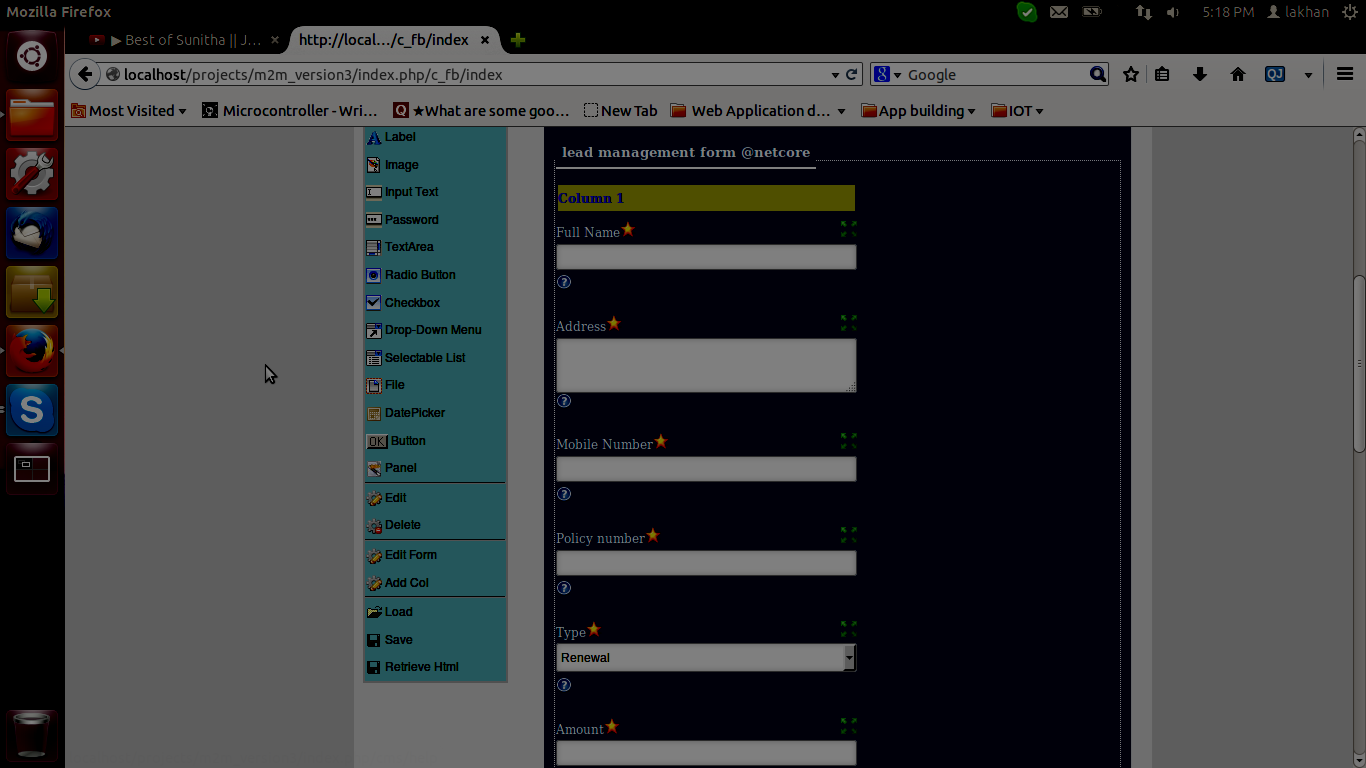 Mozilla Firefox
5:18 PM lakhan
▶ Best of Sunitha || J... ×
http://local.../c_fb/index ×
localhost/projects/m2m_version3/index.php/c_fb/index
Google
QJ
Most Visited
Microcontroller - Wri...
★What are some goo...
New Tab
Web Application d...
App building
IOT
Label
Image
Input Text
Password
TextArea
Radio Button
Checkbox
Drop-Down Menu
Selectable List
File
DatePicker
OK Button
Panel
Edit
Delete
Edit Form
Add Col
Load
Save
Retrieve Html
lead management form @netcore
Column 1
Full Name
?
Address
?
Mobile Number
?
Policy number
?
Type
Renewal
?
Amount